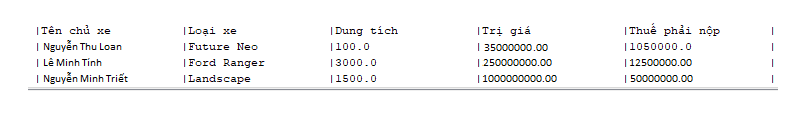 |Tên chủ xe |Loại xe |Dung tích |Trị giá |Thuế phải nộp |
| Nguyễn Thu Loan |Future Neo |100.0 | 35000000.00 |1050000.0 |
| Lê Minh Tính |Ford Ranger |3000.0 | 250000000.00 |12500000.00 |
| Nguyễn Minh Triết |Landscape |1500.0 |1000000000.00 |50000000.00 |